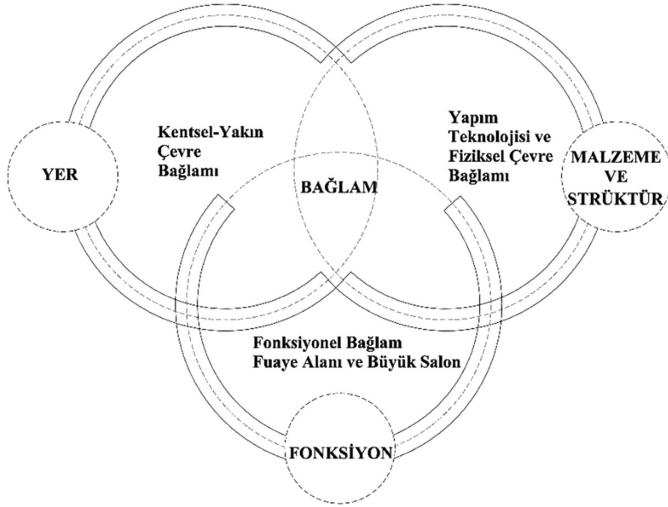 Kentsel-Yakın
Çevre
Bağlamı
Yapım
Teknolojisi ve
Fiziksel Çevre
Bağlamı
YER
BAĞLAM
MALZEME
VE
STRÜKTÜR
Fonksiyonel Bağlam
Fuaye Alanı ve Büyük Salon
FONKSİYON